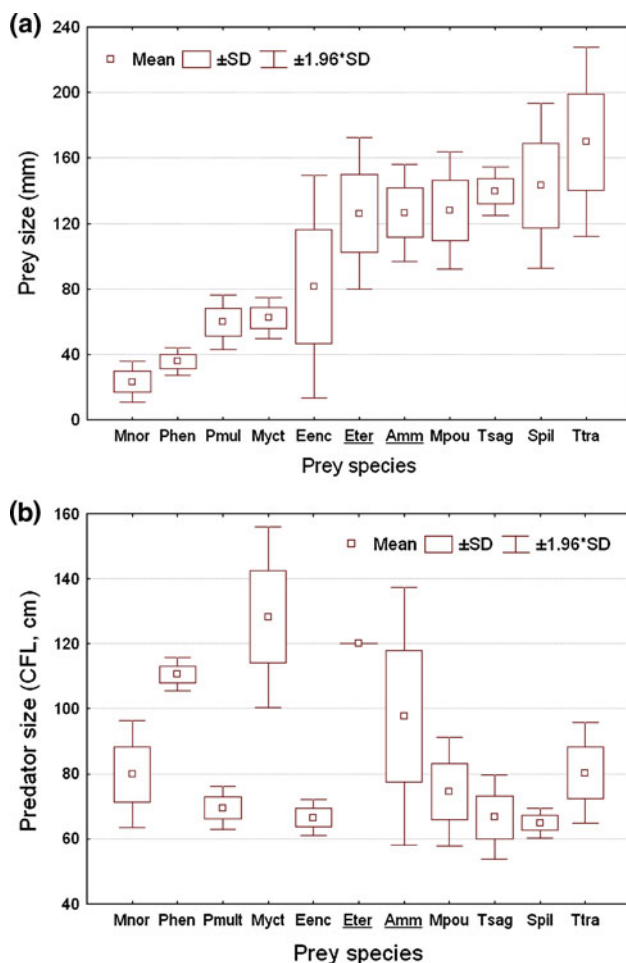 (a)
240
200
160
120
80
40
0
Prey size (mm)
Mean ±SD ±1.96*SD
Mnor Phen Pmul Myct Eenc Eter Amm Mpou Tsag Spil Ttra
Prey species
(b)
160
140
120
100
80
60
40
Predator size (CFL, cm)
Mean ±SD ±1.96*SD
Mnor Phen Pmult Myct Eenc Eter Amm Mpou Tsag Spil Ttra
Prey species